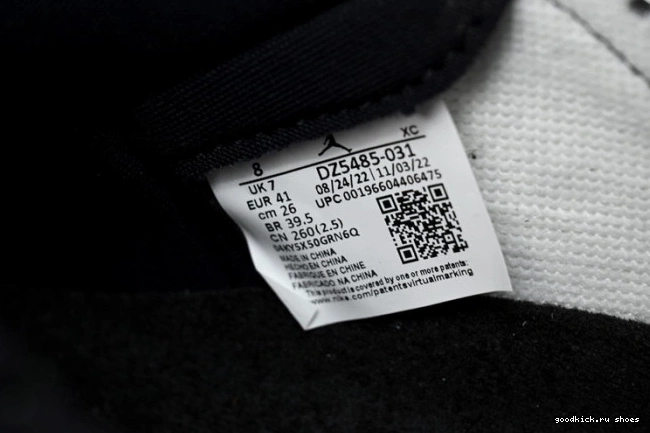 8 XC
UK 7 DZ5485-031
EUR 41 08/24/22 | 11/03/22
cm 26 UPC 00196604406475
BR 39.5
CN 260(2.5)
04KY5X50GRN6Q
MADE IN CHINA
HECHO EN CHINA
FABRIQUE EN CHINE
FABRICADO NA CHINA
This product is covered by one or more patents:
www.nike.com/patentsvirtualmarking
goodkick.ru shoes